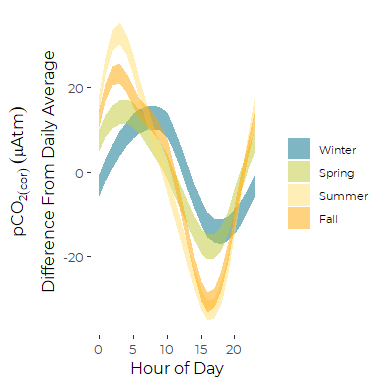 pCO2(cor) (µAtm)
Difference From Daily Average
20
0
-20
0
5
10
15
20
Hour of Day
Winter
Spring
Summer
Fall